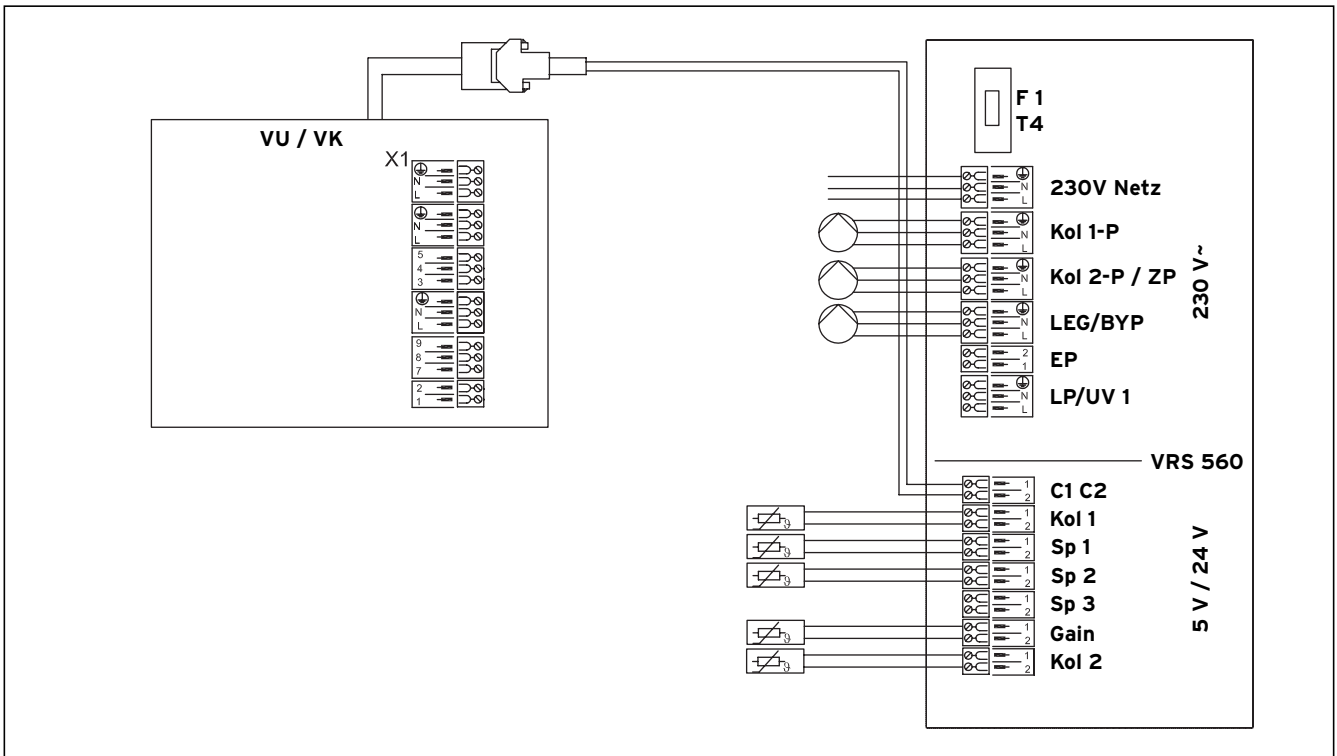 VU / VK
X1
N
L
N
L
5
4
3
N
L
9
8
7
2
1
F 1
T4
N
L
230V Netz
N
L
Kol 1-P
N
L
Kol 2-P / ZP
N
L
LEG/BYP
2
1
EP
N
L
LP/UV 1
230 V~
VRS 560
1
2
C1 C2
1
2
Kol 1
1
2
Sp 1
1
2
Sp 2
1
2
Sp 3
1
2
Gain
1
2
Kol 2
5 V / 24 V
ϑ
ϑ
ϑ
ϑ
ϑ